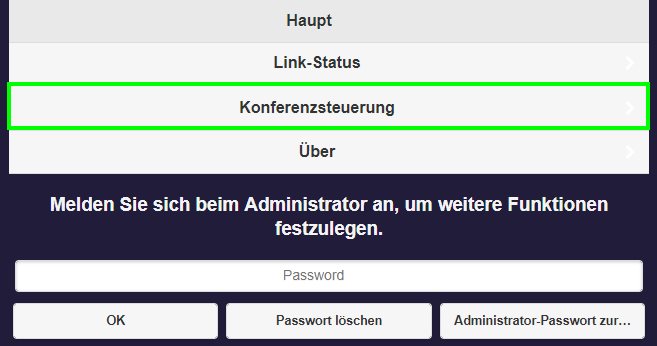 Haupt
Link-Status
Konferenzsteuerung
Über
Melden Sie sich beim Administrator an, um weitere Funktionen
festzulegen.
Password
OK
Passwort löschen
Administrator-Passwort zur...